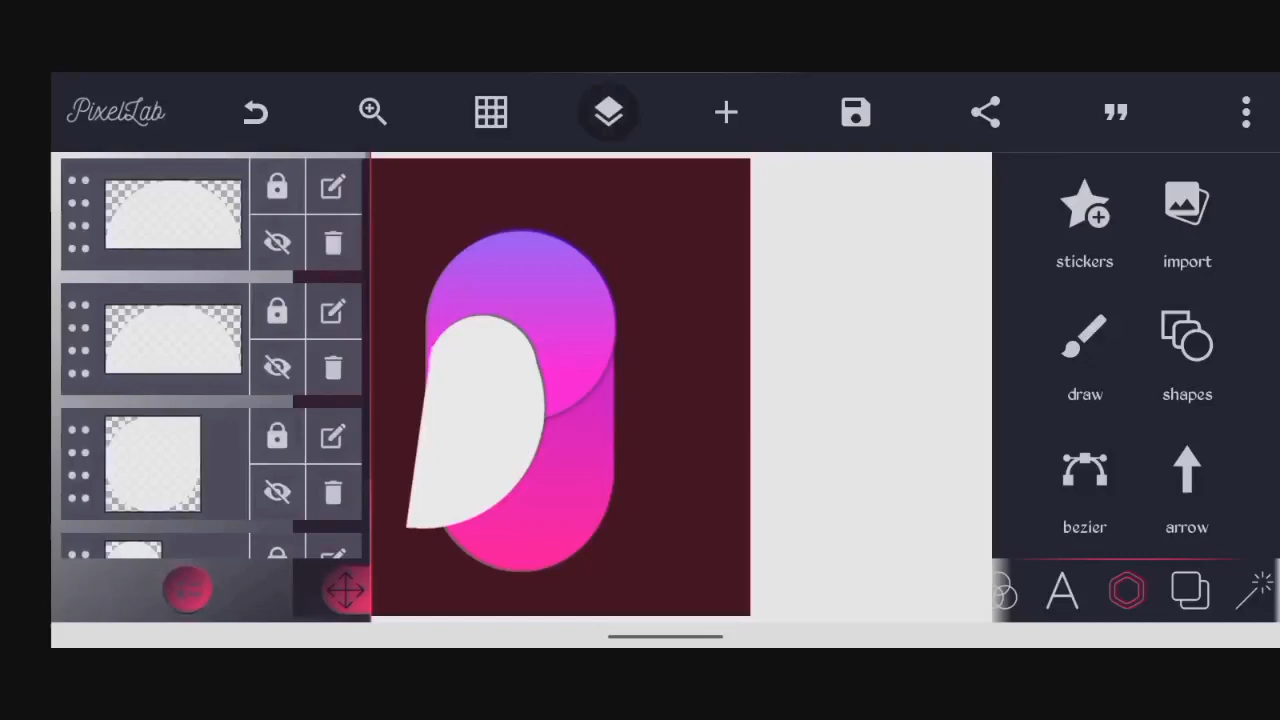 PixelLab
stickers
import
draw
shapes
bezier
arrow